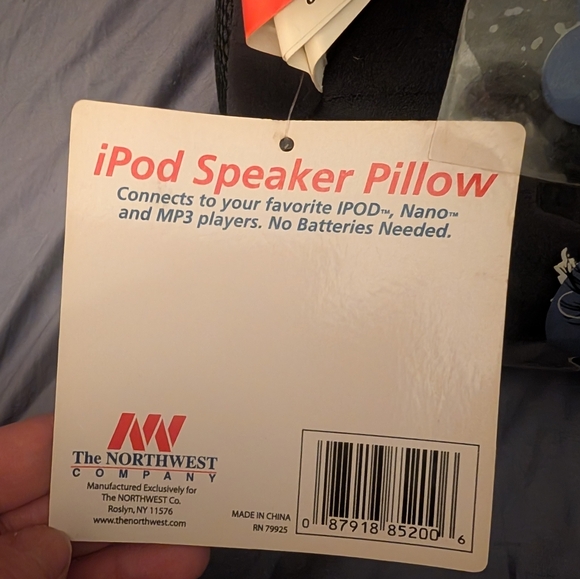 iPod Speaker Pillow
Connects to your favorite IPOD™, Nano™
and MP3 players. No Batteries Needed.
The NORTHWEST
COMPANY
Manufactured Exclusively for
The NORTHWEST Co.
Roslyn, NY 11576
www.thenorthwest.com
MADE IN CHINA
RN 79925
0 87918 85200 6